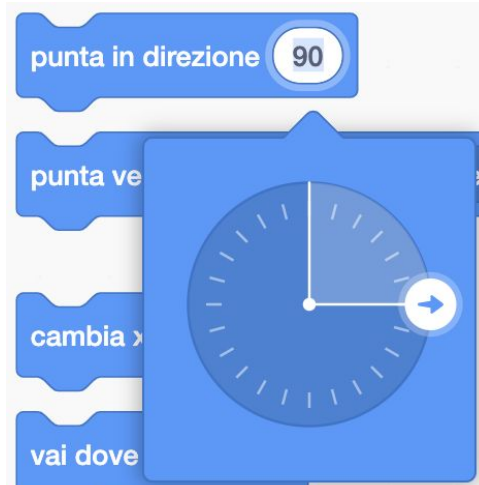 punta in direzione 90
punta ve
cambia x
vai dove